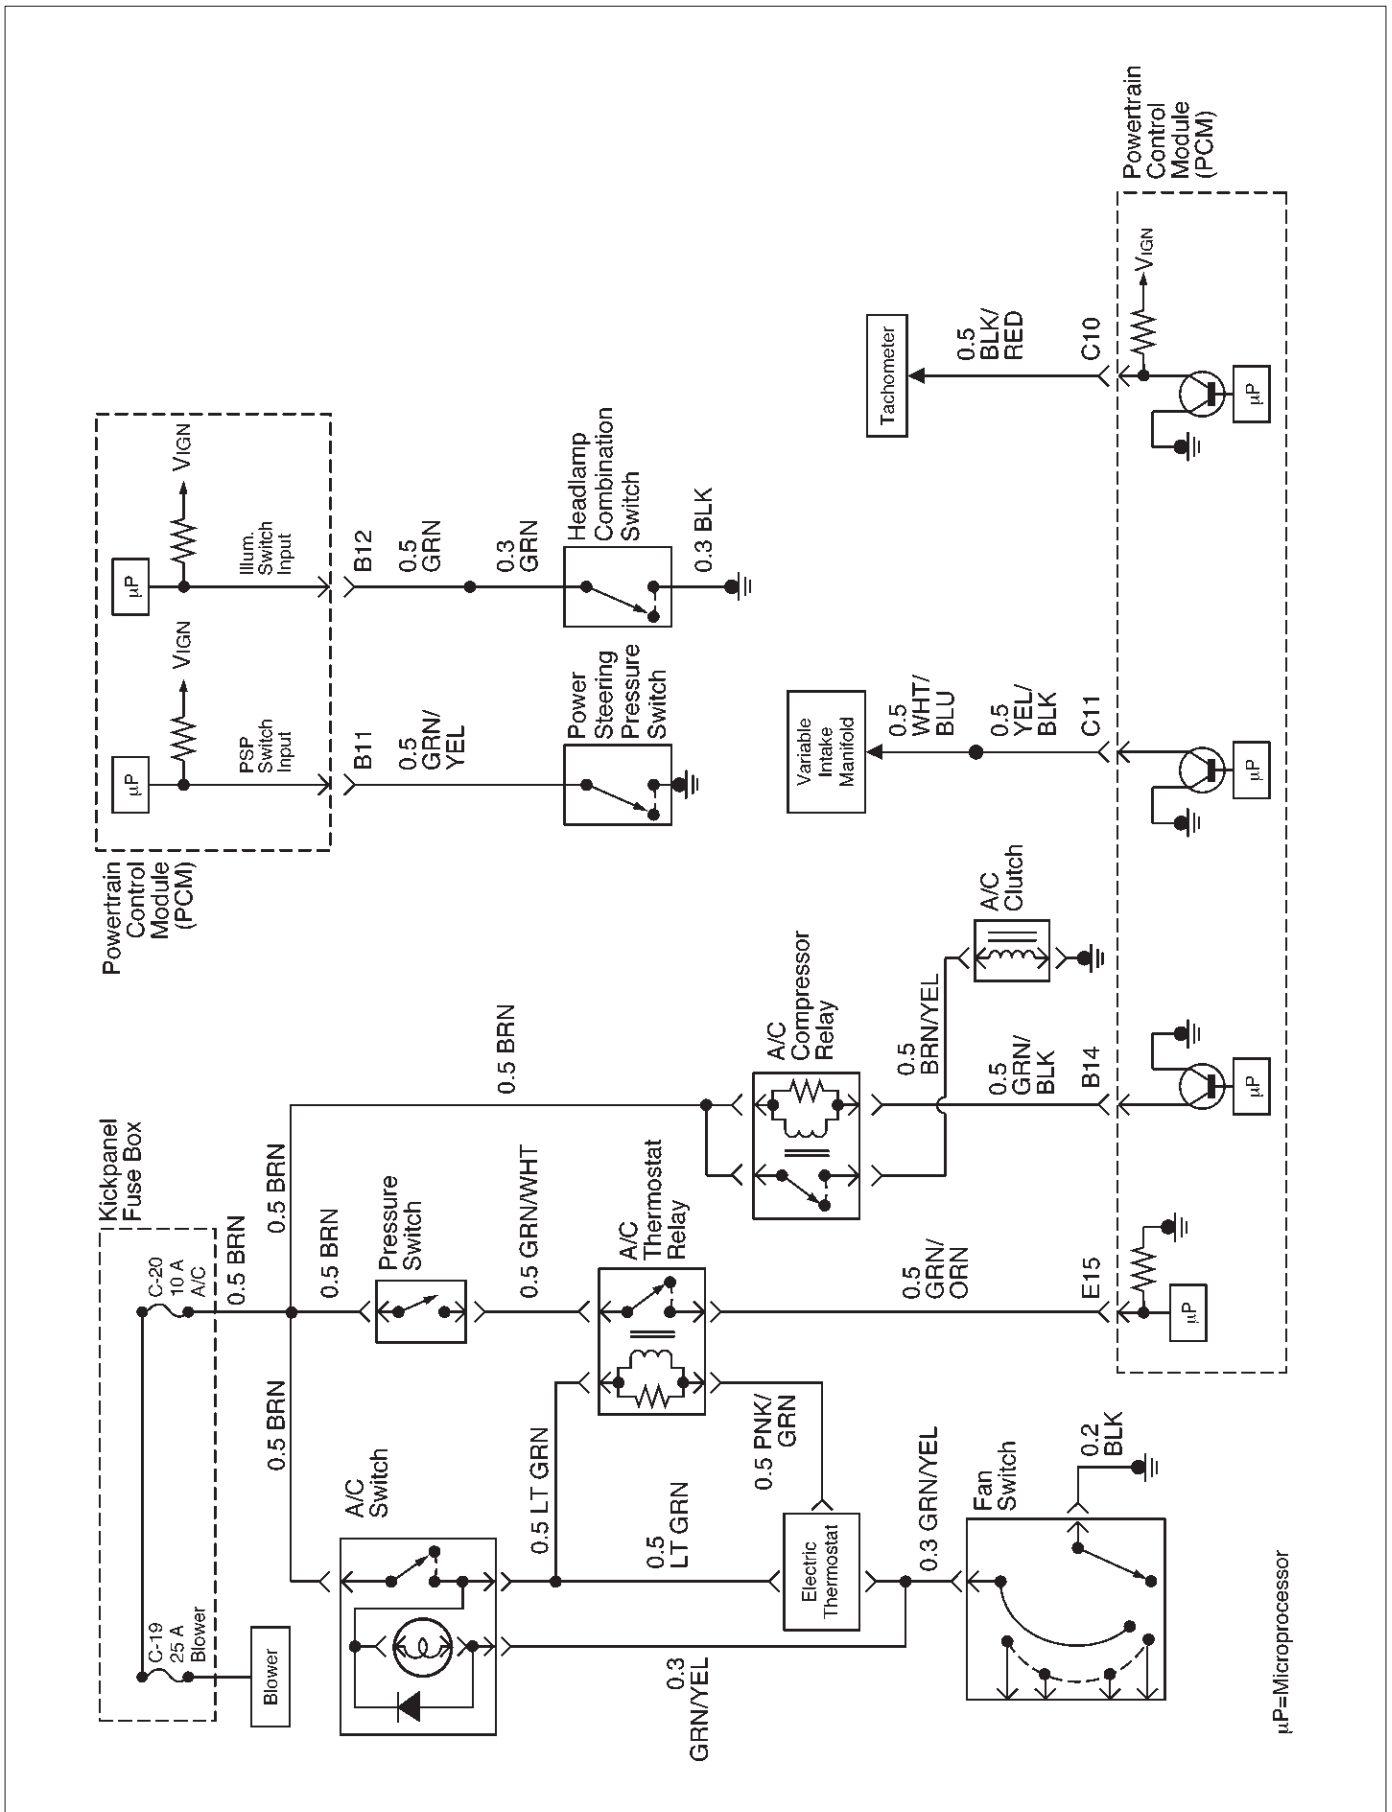 Kickpanel
Fuse Box
C-19
25 A
Blower
C-20
10 A
A/C
Blower
0.5 BRN
0.5 BRN
0.5 BRN
0.5 BRN
0.5 BRN
A/C
Switch
Pressure
Switch
0.5 GRN/WHT
0.5 LT GRN
A/C
Thermostat
Relay
0.5
LT GRN
0.3
GRN/YEL
0.5 PNK/
GRN
Electric
Thermostat
0.3 GRN/YEL
Fan
Switch
0.2
BLK
A/C
Compressor
Relay
0.5
BRN/YEL
A/C
Clutch
0.5
GRN/
ORN
E15
0.5
GRN/
BLK
B14
µP
µP
Powertrain
Control
Module
(PCM)
µP
VIGN
µP
VIGN
PSP
Switch
Input
Illum.
Switch
Input
B11
B12
0.5
GRN/
YEL
0.5
GRN
0.3
GRN
Power
Steering
Pressure
Switch
Headlamp
Combination
Switch
0.3 BLK
Variable
Intake
Manifold
0.5
WHT/
BLU
0.5
YEL/
BLK
C11
µP
Tachometer
0.5
BLK/
RED
C10
VIGN
µP
Powertrain
Control
Module
(PCM)
µP=Microprocessor